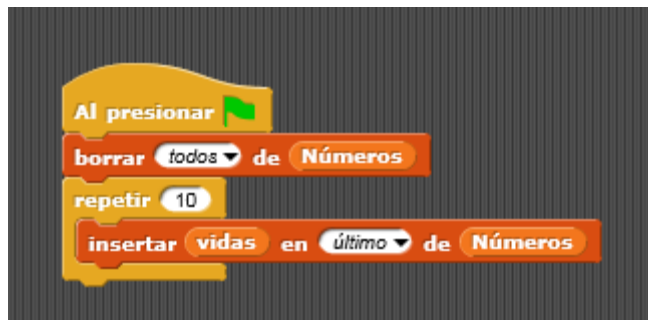 Al presionar
borrar todos de Números
repetir 10
insertar vidas en último de Números